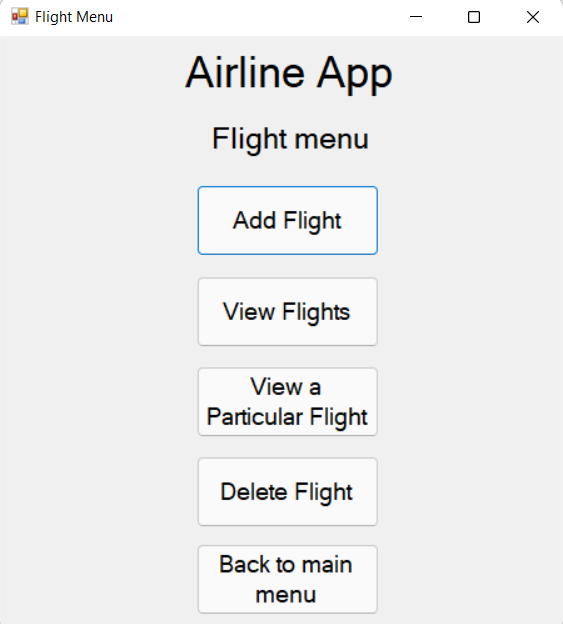 Flight Menu
Airline App
Flight menu
Add Flight
View Flights
View a
Particular Flight
Delete Flight
Back to main
menu